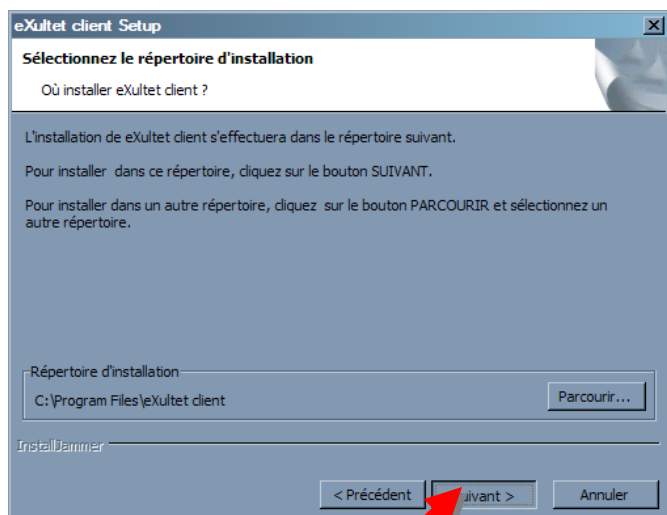 eXultet client Setup
Sélectionnez le répertoire d'installation
Où installer eXultet client ?
L'installation de eXultet client s'effectuera dans le répertoire suivant.
Pour installer dans ce répertoire, cliquez sur le bouton SUIVANT.
Pour installer dans un autre répertoire, cliquez sur le bouton PARCOURIR et sélectionnez un
autre répertoire.
Répertoire d'installation
C:\Program Files\eXultet client
Parcourir...
InstallJammer
< Précédent
uivant >
Annuler